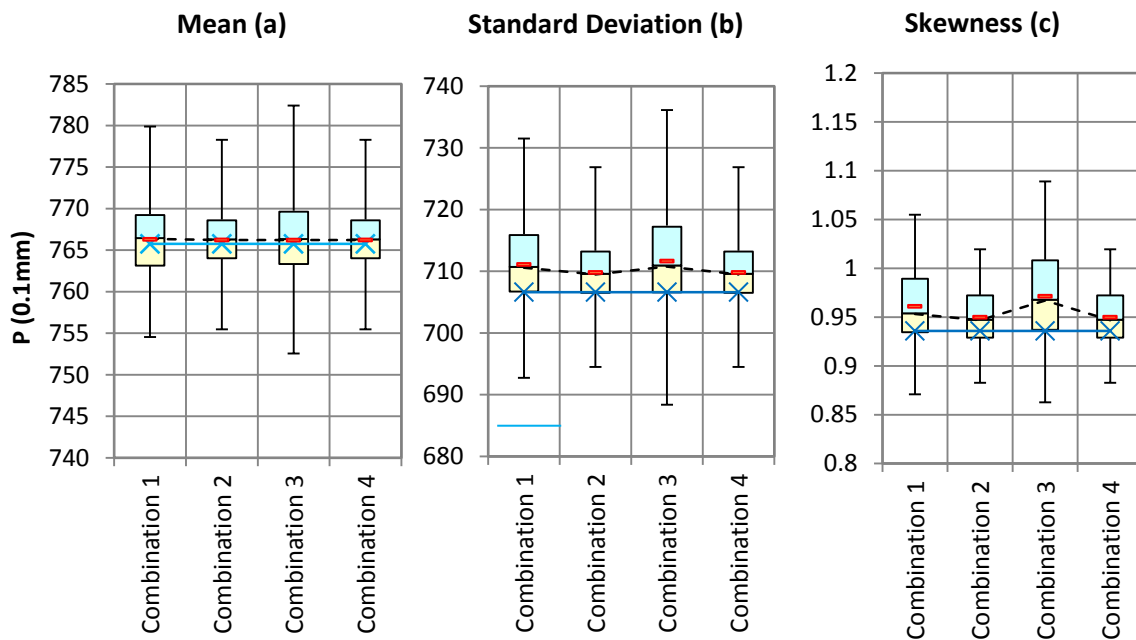 Mean (a)
Standard Deviation (b)
Skewness (c)
P (0.1mm)
785
780
775
770
765
760
755
750
745
740
Combination 1
Combination 2
Combination 3
Combination 4
740
730
720
710
700
690
680
Combination 1
Combination 2
Combination 3
Combination 4
1.2
1.15
1.1
1.05
1
0.95
0.9
0.85
0.8
Combination 1
Combination 2
Combination 3
Combination 4